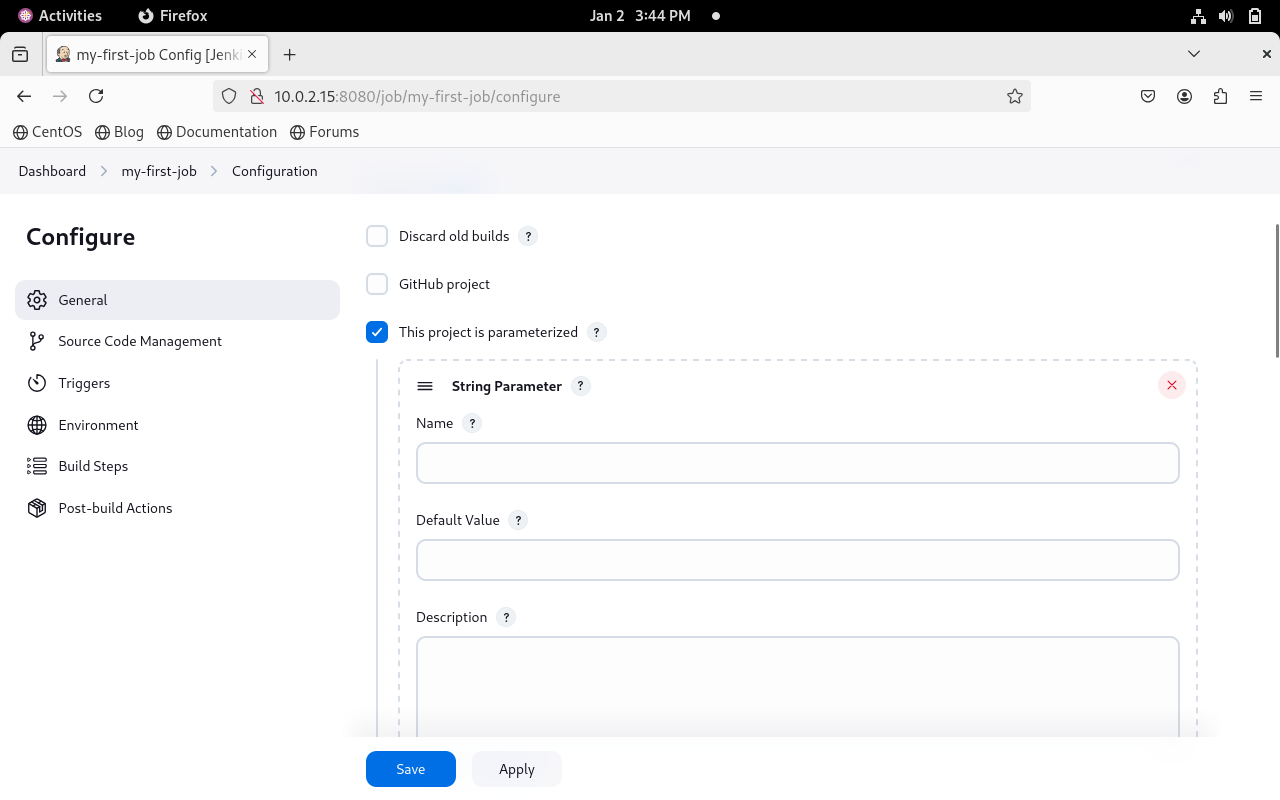 Activities Firefox Jan 2 3:44 PM
my-first-job Config [Jenki
10.0.2.15:8080/job/my-first-job/configure
CentOS Blog Documentation Forums
Dashboard my-first-job Configuration
Configure
General
Source Code Management
Triggers
Environment
Build Steps
Post-build Actions
Discard old builds ?
GitHub project
This project is parameterized ?
String Parameter ?
Name ?
Default Value ?
Description ?
Save Apply